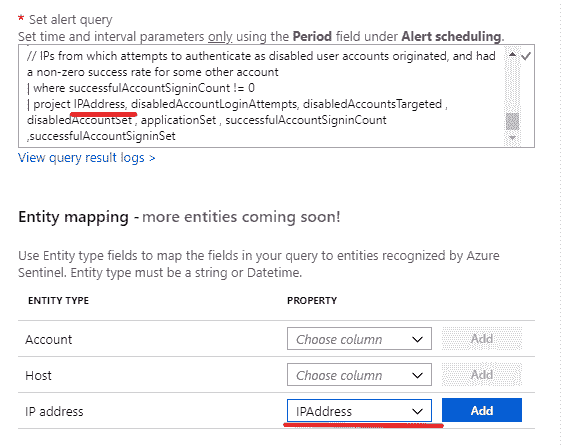 * Set alert query
Set time and interval parameters only using the Period field under Alert scheduling.
// IPs from which attempts to authenticate as disabled user accounts originated, and had
a non-zero success rate for some other account
| where successfulAccountSigninCount != 0
| project IPAddress, disabledAccountLoginAttempts, disabledAccountsTargeted ,
disabledAccountSet , applicationSet , successfulAccountSigninCount
,successfulAccountSigninSet
View query result logs >
Entity mapping - more entities coming soon!
Use Entity type fields to map the fields in your query to entities recognized by Azure
Sentinel. Entity type must be a string or Datetime.
ENTITY TYPE PROPERTY
Account Choose column Add
Host Choose column Add
IP address IPAddress Add